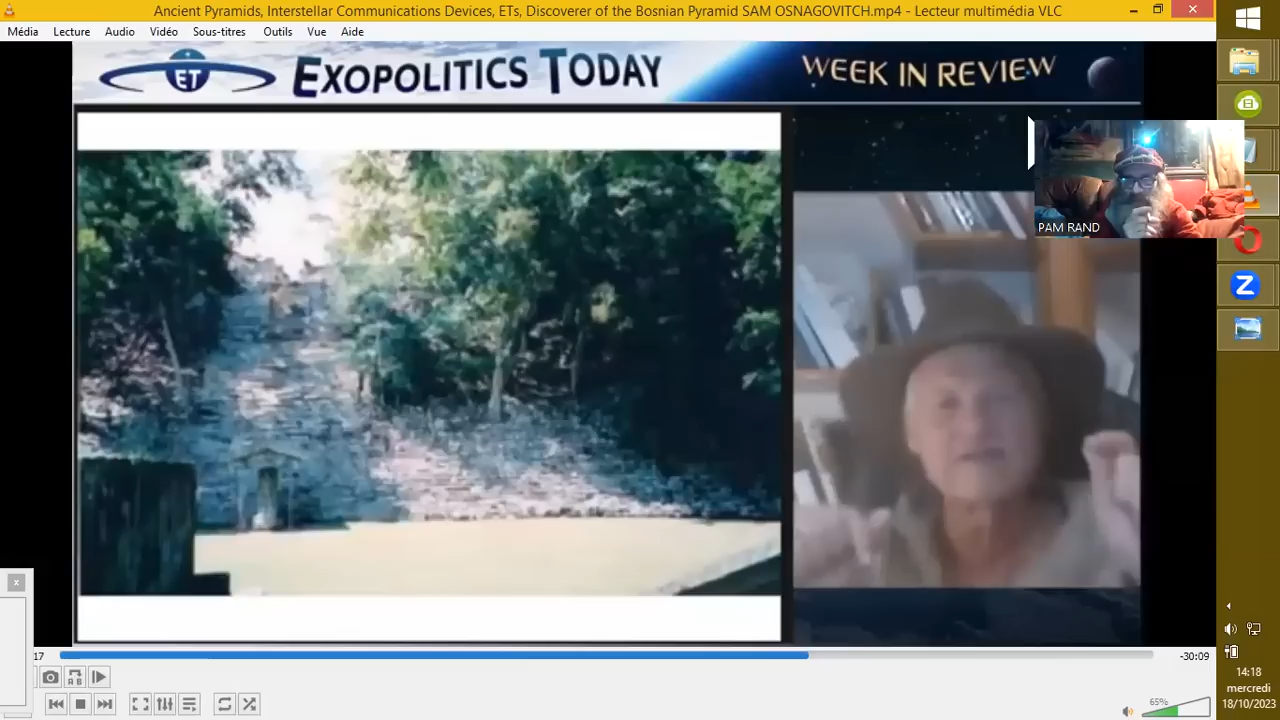 Ancient Pyramids, Interstellar Communications Devices, ETs, Discoverer of the Bosnian Pyramid SAM OSNAGOVITCH.mp4 - Lecteur multimédia VLC
Média Lecture Audio Vidéo Sous-titres Outils Vue Aide
ET EXOPOLITICS TODAY WEEK IN REVIEW
PAM RAND
Z
x
17
-30:09
A B
65%
14:18
mercredi
18/10/2023